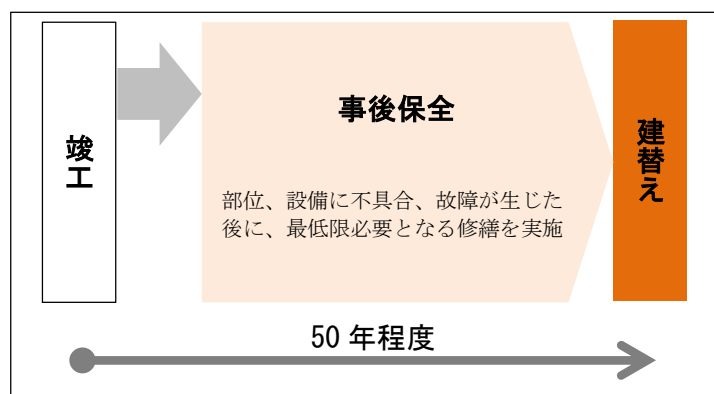 竣工
事後保全
部位、設備に不具合、故障が生じた
後に、最低限必要となる修繕を実施
建替え
50 年程度